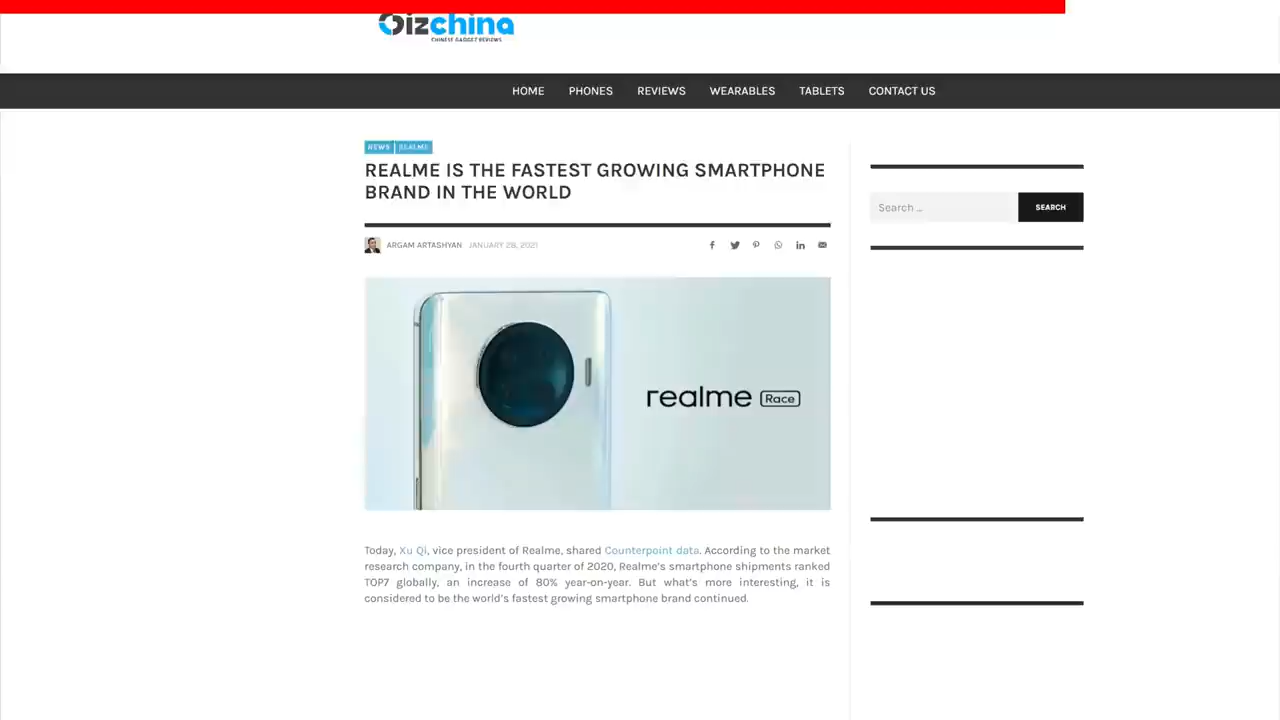 Gizchina
CHINESE GADGET REVIEWS
HOME PHONES REVIEWS WEARABLES TABLETS CONTACT US
NEWS REALME
REALME IS THE FASTEST GROWING SMARTPHONE
BRAND IN THE WORLD
Search ... SEARCH
ARGAM ARTASHYAN JANUARY 28, 2021
realme Race
Today, Xu Qi, vice president of Realme, shared Counterpoint data. According to the market
research company, in the fourth quarter of 2020, Realme's smartphone shipments ranked
TOP7 globally, an increase of 80% year-on-year. But what's more interesting, it is
considered to be the world's fastest growing smartphone brand continued.